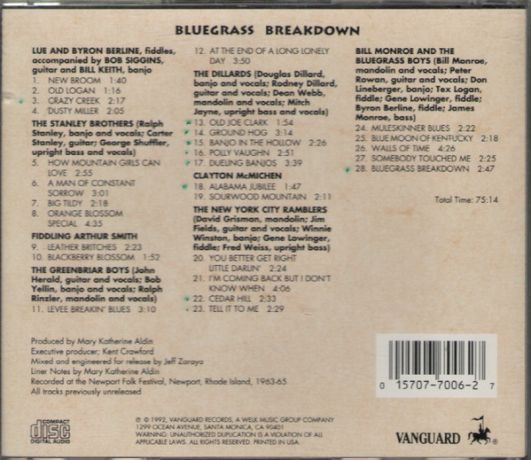 BLUEGRASS BREAKDOWN
LUE AND BYRON BERLINE, fiddles,
accompanied by BOB SIGGINS,
guitar and BILL KEITH, banjo
1. NEW BROOM 1:40
2. OLD LOGAN 1:16
3. CRAZY CREEK 2:17
4. DUSTY MILLER 2:05
THE STANLEY BROTHERS (Ralph
Stanley, banjo and vocals; Carter
Stanley, guitar; George Shuffler,
upright bass and vocals)
5. HOW MOUNTAIN GIRLS CAN
LOVE 2:55
6. A MAN OF CONSTANT
SORROW 3:01
7. BIG TILDY 2:18
8. ORANGE BLOSSOM
SPECIAL 4:35
FIDDLING ARTHUR SMITH
9. LEATHER BRITCHES 2:23
10. BLACKBERRY BLOSSOM 1:52
THE GREENBRIAR BOYS (John
Herald, guitar and vocals; Bob
Yellin, banjo and vocals; Ralph
Rinzler, mandolin and vocals)
11. LEVEE BREAKIN' BLUES 3:10
12. AT THE END OF A LONG LONELY
DAY 3:50
THE DILLARDS (Douglas Dillard,
banjo and vocals; Rodney Dillard,
guitar and vocals; Dean Webb,
mandolin and vocals; Mitch
Jayne, upright bass and vocals)
13. OLD JOE CLARK 1:54
14. GROUND HOG 3:14
15. BANJO IN THE HOLLOW 2:26
16. POLLY VAUGHN 2:51
17. DUELING BANJOS 3:39
CLAYTON McMICHEN
18. ALABAMA JUBILEE 1:47
19. SOURWOOD MOUNTAIN 2:11
THE NEW YORK CITY RAMBLERS
(David Grisman, mandolin; Jim
Fields, guitar and vocals; Winnie
Winston, banjo; Gene Lowinger,
fiddle; Fred Weiss, upright bass)
20. YOU BETTER GET RIGHT
LITTLE DARLIN' 2:24
21. I'M COMING BACK BUT I DON'T
KNOW WHEN 4:06
22. CEDAR HILL 2:33
23. TELL IT TO ME 2:29
BILL MONROE AND THE
BLUEGRASS BOYS (Bill Monroe,
mandolin and vocals; Peter
Rowan, guitar and vocals; Don
Lineberger, banjo; Tex Logan,
fiddle; Gene Lowinger, fiddle;
Byron Berline, fiddle; James
Monroe, bass)
24. MULESKINNER BLUES 2:22
25. BLUE MOON OF KENTUCKY 2:18
26. WALLS OF TIME 4:26
27. SOMEBODY TOUCHED ME 2:25
28. BLUEGRASS BREAKDOWN 2:47
Total Time: 75:14
Produced by Mary Katherine Aldin
Executive producer; Kent Crawford
Mixed and engineered for release by Jeff Zaraya
Liner Notes by Mary Katherine Aldin
Recorded at the Newport Folk Festival, Newport, Rhode Island, 1963-65
All tracks previously unreleased
COMPACT
disc
DIGITAL AUDIO
℗ © 1992, VANGUARD RECORDS, A WELK MUSIC GROUP COMPANY
1299 OCEAN AVENUE, SANTA MONICA, CA 90401
WARNING: UNAUTHORIZED DUPLICATION IS A VIOLATION OF ALL
APPLICABLE LAWS. ALL RIGHTS RESERVED. PRINTED IN USA.
0 15707-7006-2 7
VANGUARD